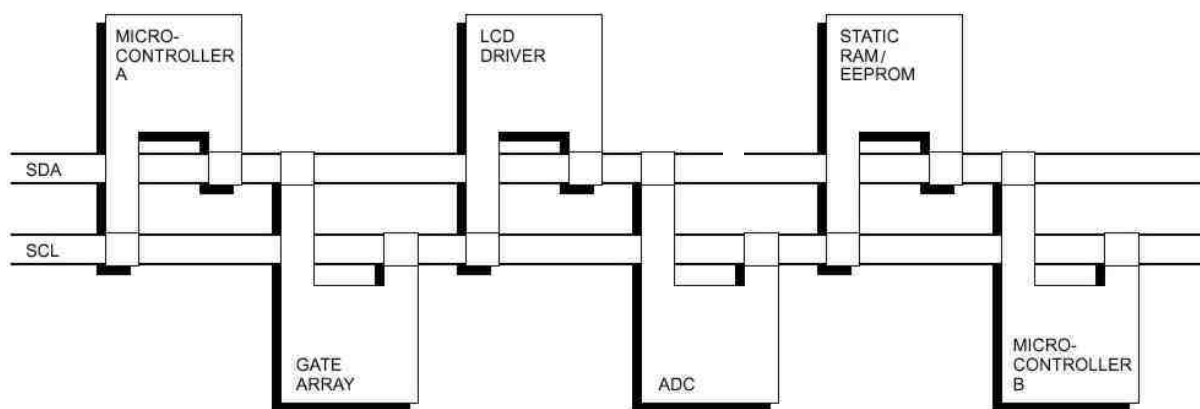 MICRO-
CONTROLLER
A
LCD
DRIVER
STATIC
RAM/
EEPROM
SDA
SCL
GATE
ARRAY
ADC
MICRO-
CONTROLLER
B